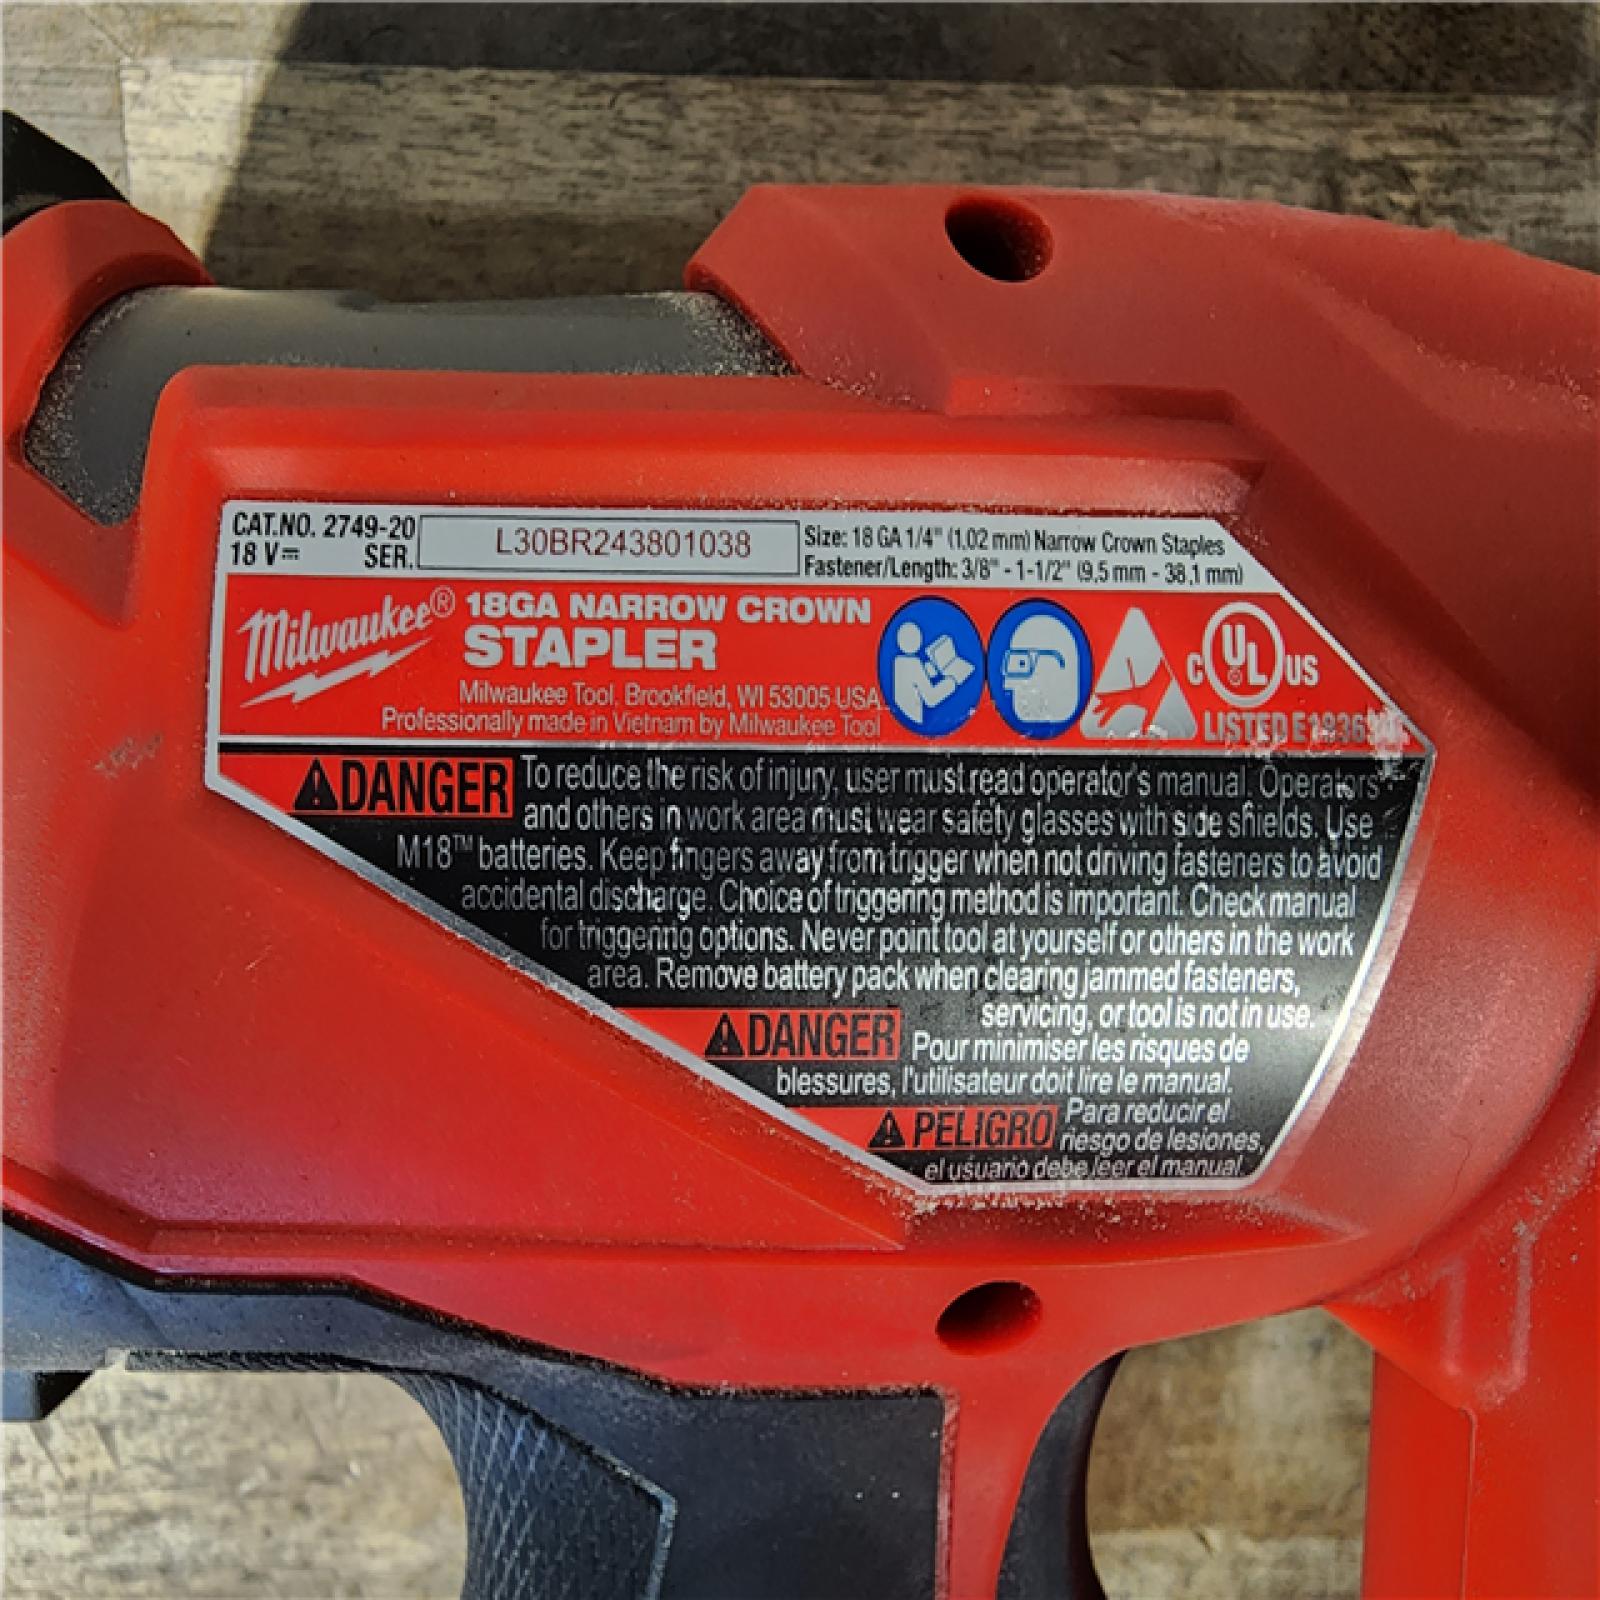 CAT.NO. 2749-20
18 V⎓ SER. L30BR243801038
Size: 18 GA 1/4" (1,02 mm) Narrow Crown Staples
Fastener/Length: 3/8" - 1-1/2" (9,5 mm - 38,1 mm)
Milwaukee®
18GA NARROW CROWN
STAPLER
Milwaukee Tool, Brookfield, WI 53005 USA
Professionally made in Vietnam by Milwaukee Tool
C UL US
LISTED
DANGER To reduce the risk of injury, user must read operator's manual. Operators
and others in work area must wear safety glasses with side shields. Use
M18™ batteries. Keep fingers away from trigger when not driving fasteners to avoid
accidental discharge. Choice of triggering method is important. Check manual
for triggering options. Never point tool at yourself or others in the work
area. Remove battery pack when clearing jammed fasteners,
servicing, or tool is not in use.
DANGER Pour minimiser les risques de
blessures, l'utilisateur doit lire le manual.
PELIGRO Para reducir el
riesgo de lesiones,
el usuario debe leer el manual.